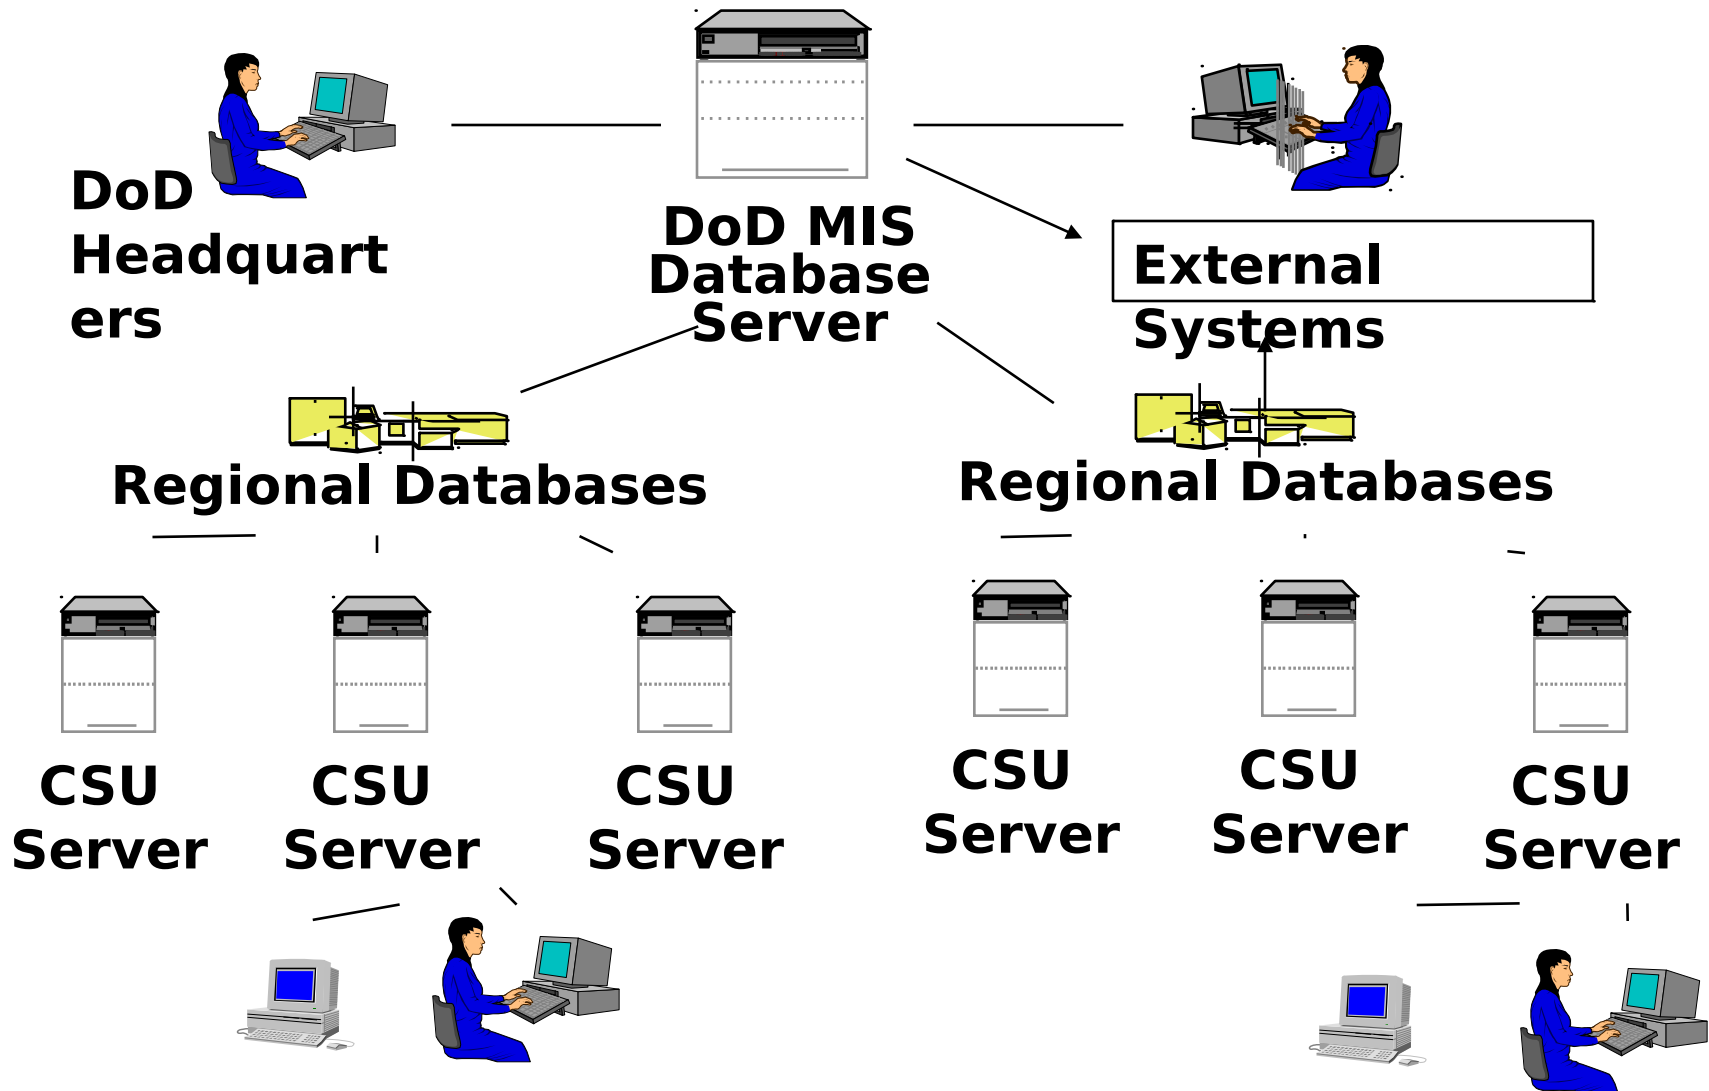 DoD
Headquart
ers
DoD MIS
Database
Server
External
Systems
Regional Databases
Regional Databases
CSU
Server
CSU
Server
CSU
Server
CSU
Server
CSU
Server
CSU
Server